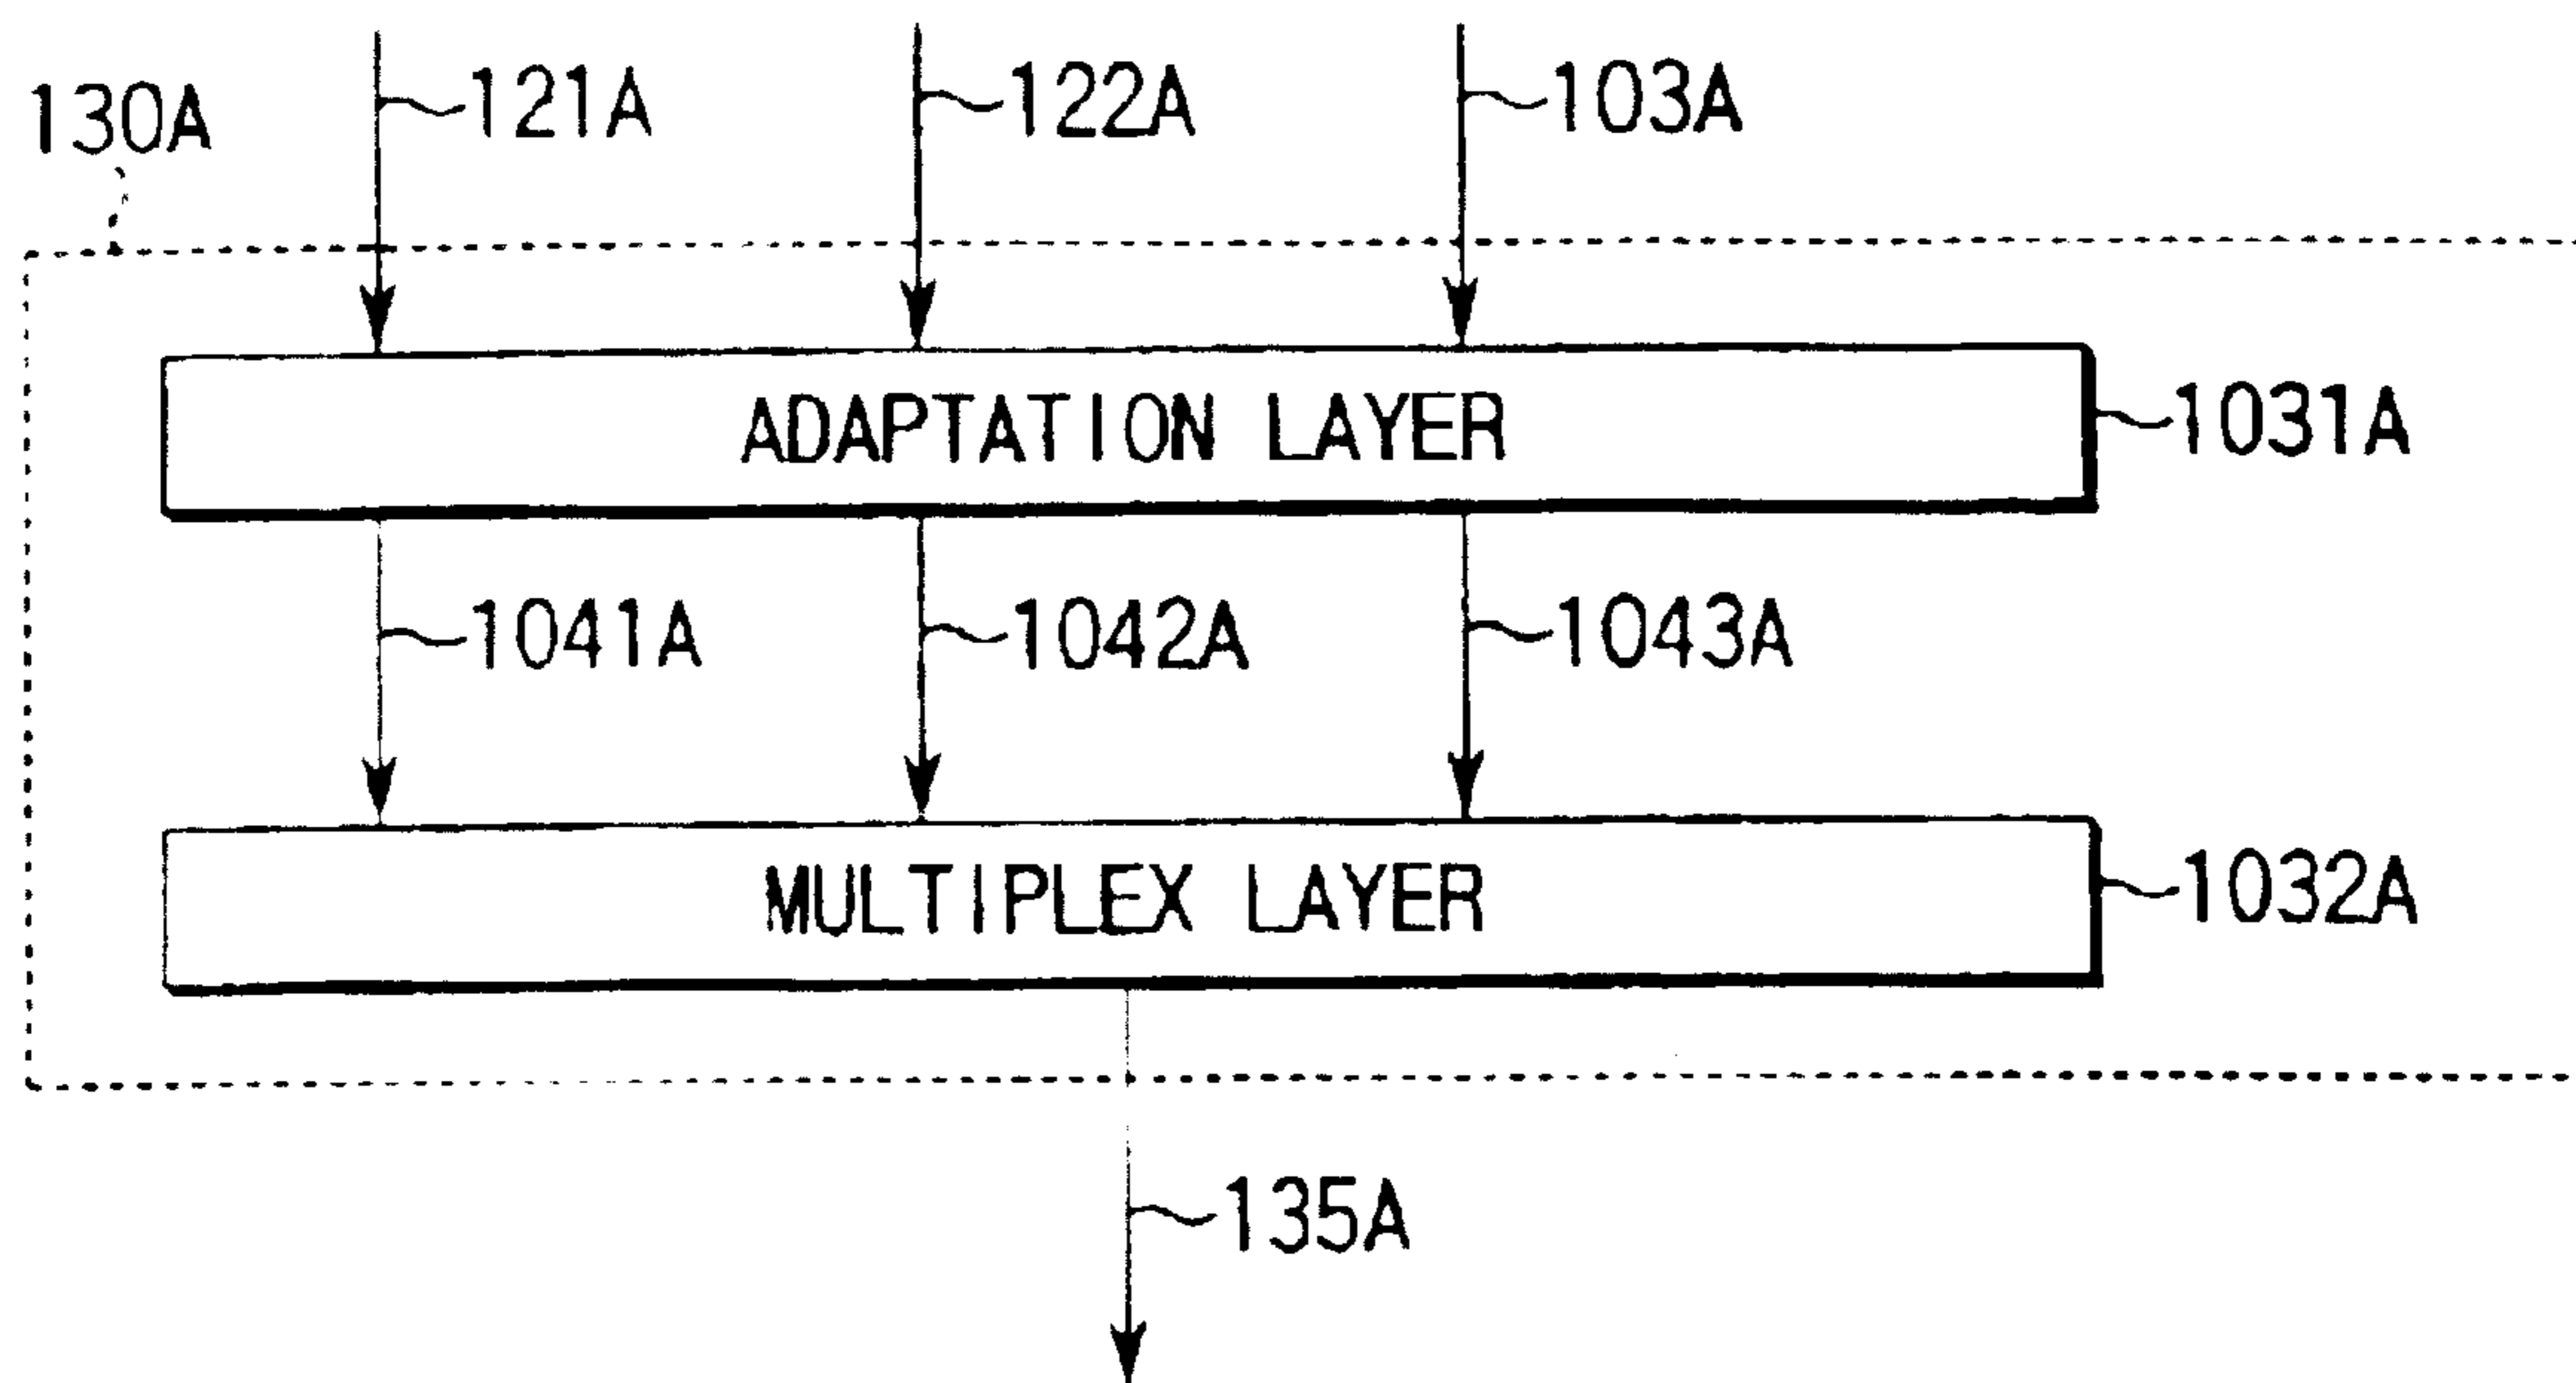 130A
121A
122A
103A
ADAPTATION LAYER
1031A
1041A
1042A
1043A
MULTIPLEX LAYER
1032A
135A